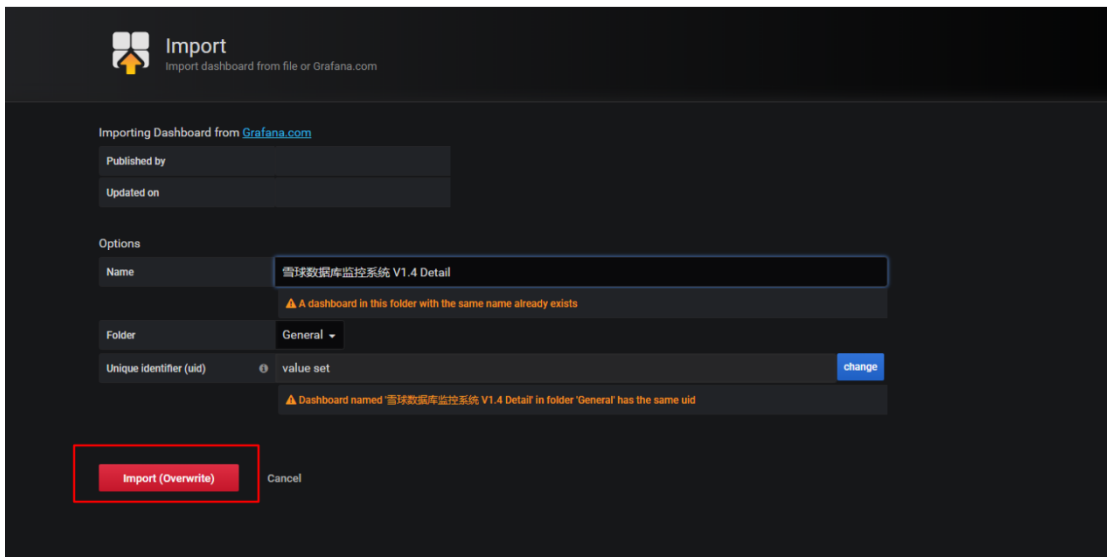 Import
Import dashboard from file or Grafana.com
Importing Dashboard from Grafana.com
Published by
Updated on
Options
Name 雪球数据库监控系统 V1.4 Detail
A dashboard in this folder with the same name already exists
Folder General
Unique identifier (uid) value set change
Dashboard named '雪球数据库监控系统 V1.4 Detail' in folder 'General' has the same uid
Import (Overwrite) Cancel